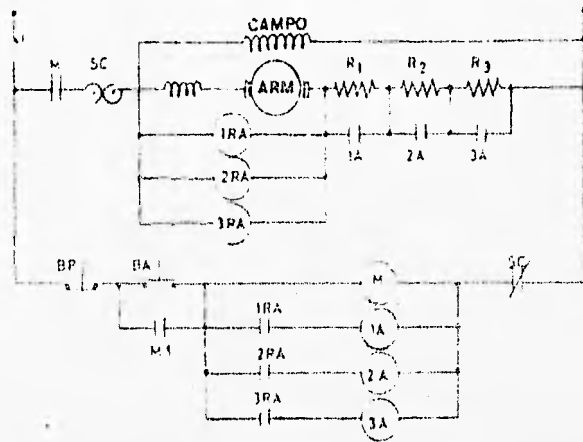 CAMPO
M SC R1 R2 R3
ARM
1RA 1A 2A 3A
2RA
3RA
BP BA M SC
1RA
M1 1A
2RA
2A
3RA
3A